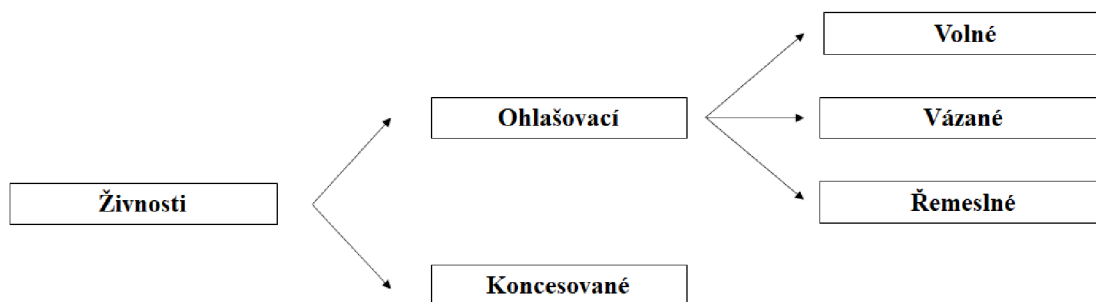 Živnosti
Ohlašovací
Koncesované
Volné
Vázané
Řemeslné